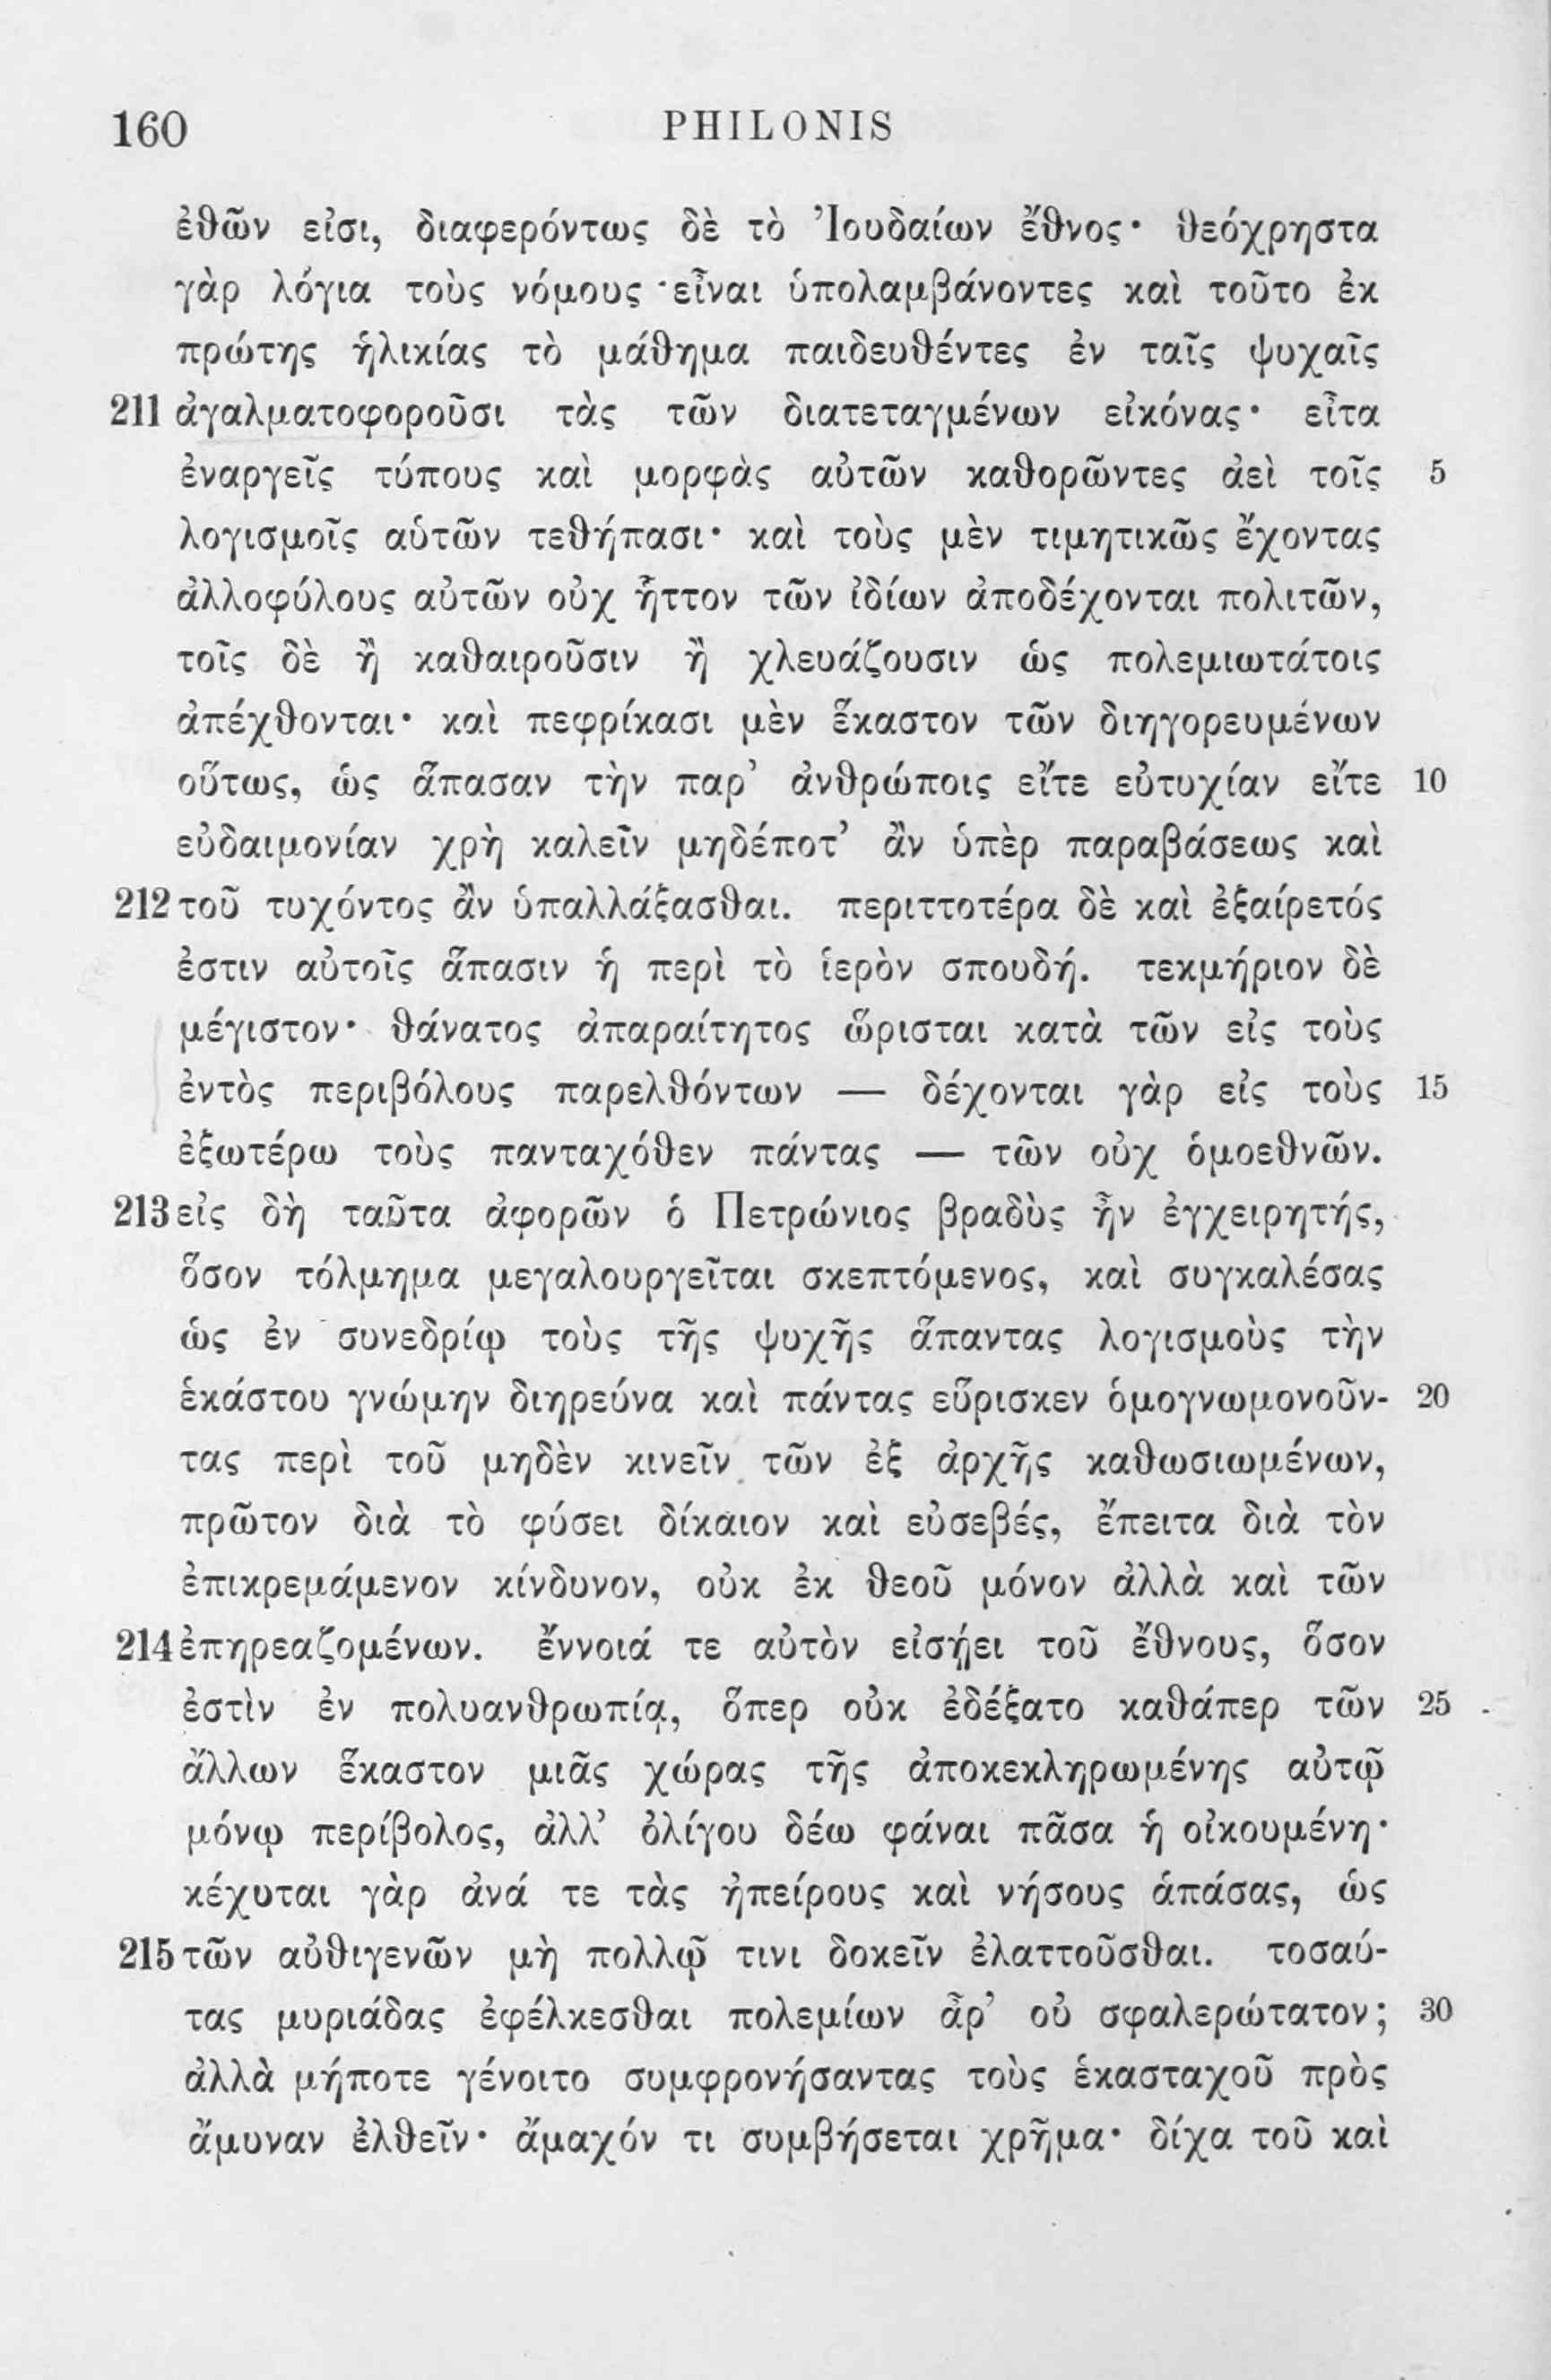 160 PHILONIS
ἐθῶν εἰσι, διαφερόντως δὲ τὸ Ἰουδαίων ἔθνος· θεόχρηστα
γὰρ λόγια τοὺς νόμους εἶναι ὑπολαμβάνοντες καὶ τοῦτο ἐκ
πρώτης ἡλικίας τὸ μάθημα παιδευθέντες ἐν ταῖς ψυχαῖς
211 ἀγαλματοφοροῦσι τὰς τῶν διατεταγμένων εἰκόνας· εἶτα
ἐναργεῖς τύπους καὶ μορφὰς αὐτῶν καθορῶντες ἀεὶ τοῖς 5
λογισμοῖς αὑτῶν τεθήπασι· καὶ τοὺς μὲν τιμητικῶς ἔχοντας
ἀλλοφύλους αὐτῶν οὐχ ἧττον τῶν ἰδίων ἀποδέχονται πολιτῶν,
τοῖς δὲ ἢ καθαιροῦσιν ἢ χλευάζουσιν ὡς πολεμιωτάτοις
ἀπέχθονται· καὶ πεφρίκασι μὲν ἕκαστον τῶν διηγορευμένων
οὕτως, ὡς ἅπασαν τὴν παρ’ ἀνθρώποις εἴτε εὐτυχίαν εἴτε 10
εὐδαιμονίαν χρὴ καλεῖν μηδέποτ’ ἂν ὑπὲρ παραβάσεως καὶ
212 τοῦ τυχόντος ἂν ὑπαλλάξασθαι. περιττοτέρα δὲ καὶ ἐξαίρετός
ἐστιν αὐτοῖς ἅπασιν ἡ περὶ τὸ ἱερὸν σπουδή. τεκμήριον δὲ
μέγιστον· θάνατος ἀπαραίτητος ὥρισται κατὰ τῶν εἰς τοὺς
ἐντὸς περιβόλους παρελθόντων — δέχονται γὰρ εἰς τοὺς 15
ἐξωτέρω τοὺς πανταχόθεν πάντας — τῶν οὐχ ὁμοεθνῶν.
213 εἰς δὴ ταῦτα ἀφορῶν ὁ Πετρώνιος βραδὺς ἦν ἐγχειρητής,
ὅσον τόλμημα μεγαλουργεῖται σκεπτόμενος, καὶ συγκαλέσας
ὡς ἐν συνεδρίῳ τοὺς τῆς ψυχῆς ἅπαντας λογισμοὺς τὴν
ἑκάστου γνώμην διηρεύνα καὶ πάντας εὕρισκεν ὁμογνωμονοῦν- 20
τας περὶ τοῦ μηδὲν κινεῖν τῶν ἐξ ἀρχῆς καθωσιωμένων,
πρῶτον διὰ τὸ φύσει δίκαιον καὶ εὐσεβές, ἔπειτα διὰ τὸν
ἐπικρεμάμενον κίνδυνον, οὐκ ἐκ θεοῦ μόνον ἀλλὰ καὶ τῶν
214 ἐπηρεαζομένων. ἔννοιά τε αὐτὸν εἰσῄει τοῦ ἔθνους, ὅσον
ἐστὶν ἐν πολυανθρωπίᾳ, ὅπερ οὐκ ἐδέξατο καθάπερ τῶν 25
ἄλλων ἕκαστον μιᾶς χώρας τῆς ἀποκεκληρωμένης αὐτῷ
μόνῳ περίβολος, ἀλλ’ ὀλίγου δέω φάναι πᾶσα ἡ οἰκουμένη·
κέχυται γὰρ ἀνά τε τὰς ἠπείρους καὶ νήσους ἁπάσας, ὡς
215 τῶν αὐθιγενῶν μὴ πολλῷ τινι δοκεῖν ἐλαττοῦσθαι. τοσαύ-
τας μυριάδας ἐφέλκεσθαι πολεμίων ἆρ’ οὐ σφαλερώτατον; 30
ἀλλὰ μήποτε γένοιτο συμφρονήσαντας τοὺς ἑκασταχοῦ πρὸς
ἄμυναν ἐλθεῖν· ἄμαχόν τι συμβήσεται χρῆμα· δίχα τοῦ καὶ